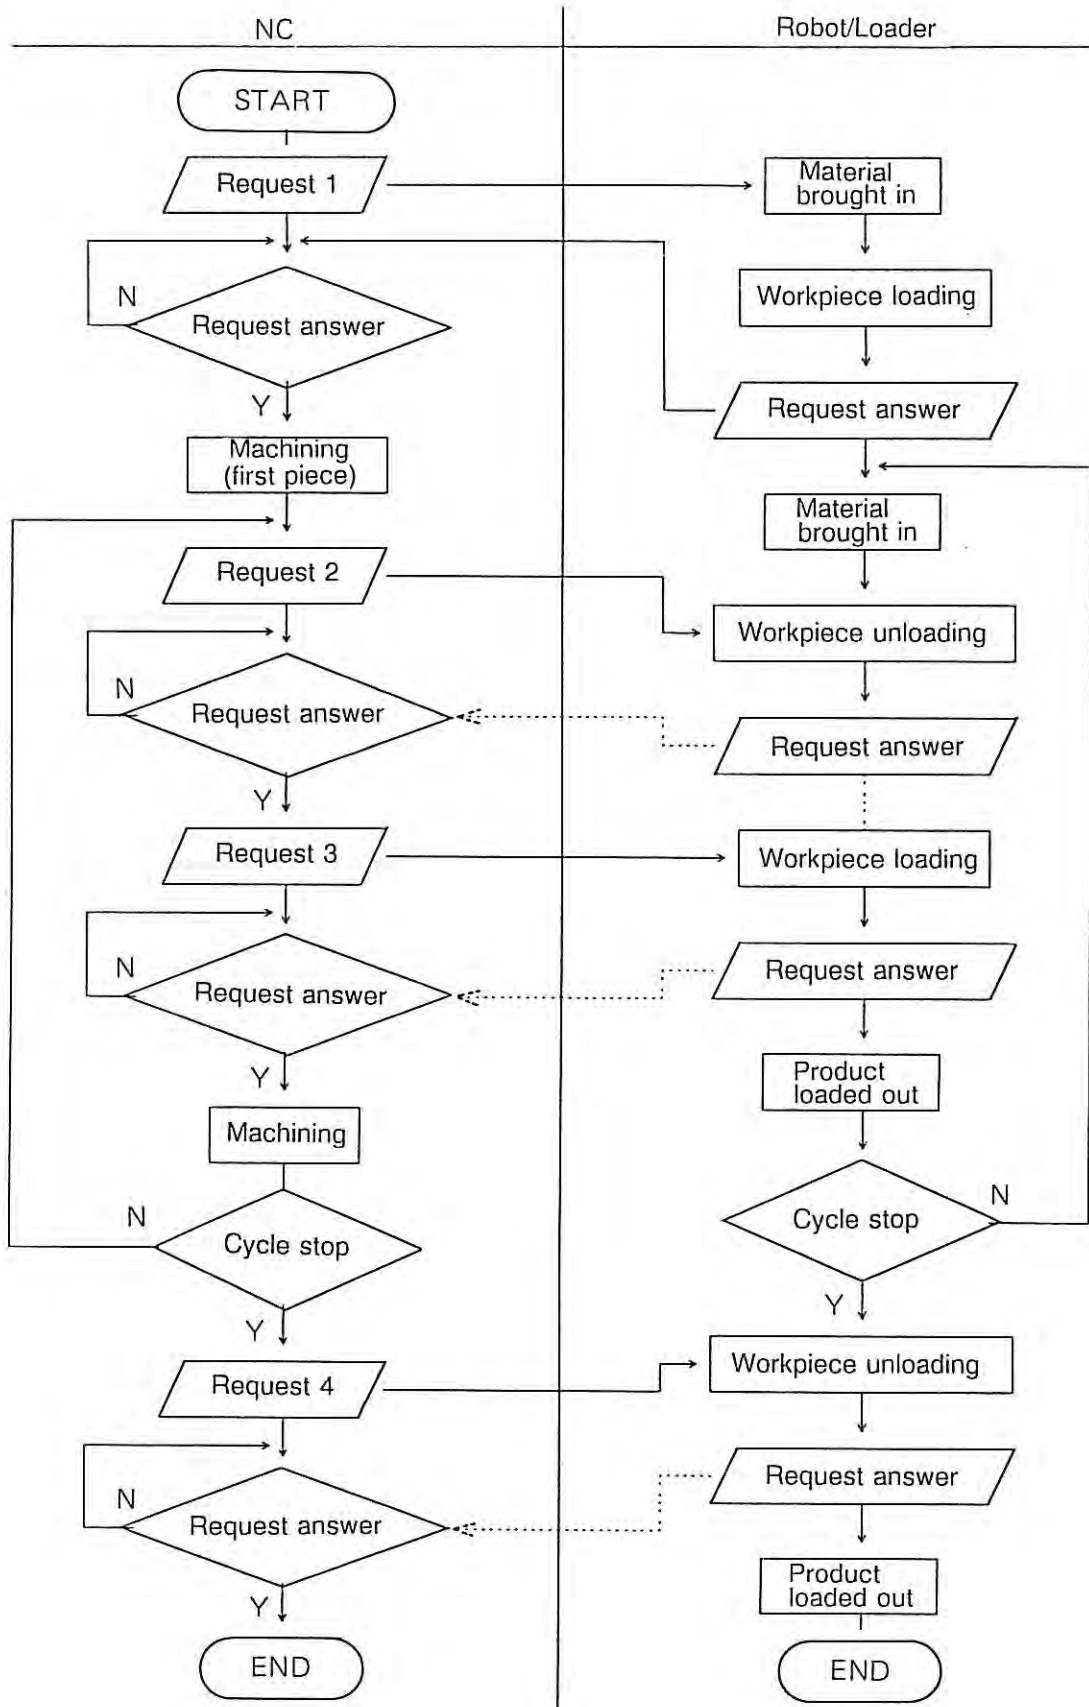 NC
Robot/Loader
START
Request 1
Material
brought in
Workpiece loading
N
Request answer
Y
Request answer
Machining
(first piece)
Material
brought in
Request 2
Workpiece unloading
N
Request answer
Request answer
Y
Request 3
Workpiece loading
N
Request answer
Request answer
Y
Product
loaded out
Machining
N
Cycle stop
Cycle stop
N
Y
Y
Workpiece unloading
Request 4
Request answer
N
Request answer
Y
Product
loaded out
END
END